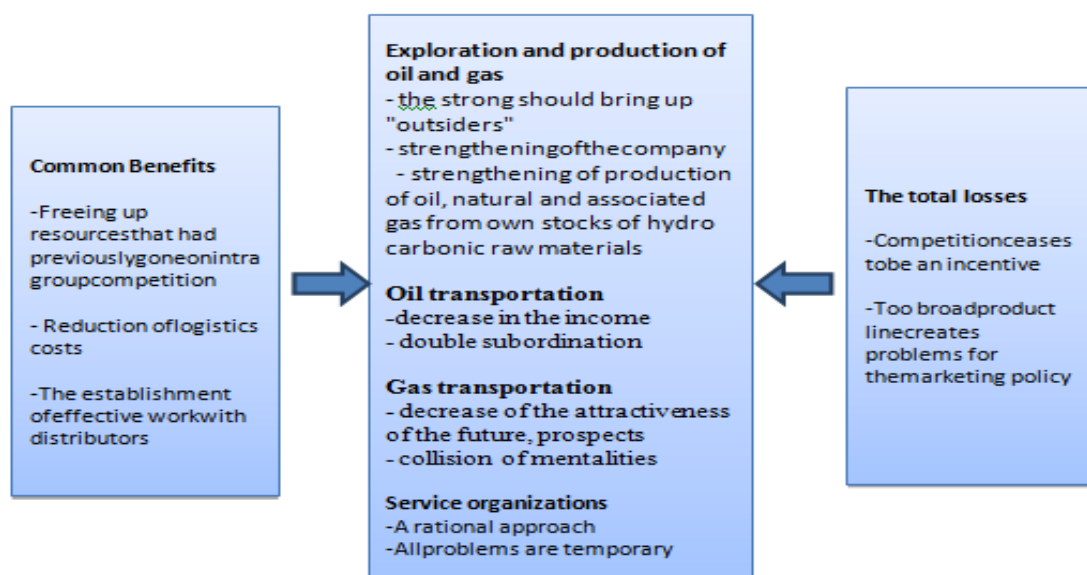 Common Benefits
-Freeing up
resourcesthat had
previouslygoneonintra
groupcompetition
- Reduction oflogistics
costs
-The establishment
ofeffective workwith
distributors
Exploration and production of
oil and gas
- the strong should bring up
"outsiders"
- strengtheningofthecompany
- strengthening of production
of oil, natural and associated
gas from own stocks of hydro
carbonic raw materials
Oil transportation
-decrease in the income
- double subordination
Gas transportation
- decrease of the attractiveness
of the future, prospects
- collision of mentalities
Service organizations
-A rational approach
-Allproblems are temporary
The total losses
-Competitionceases
tobe an incentive
-Too broadproduct
linecreates
problems for
themarketing policy